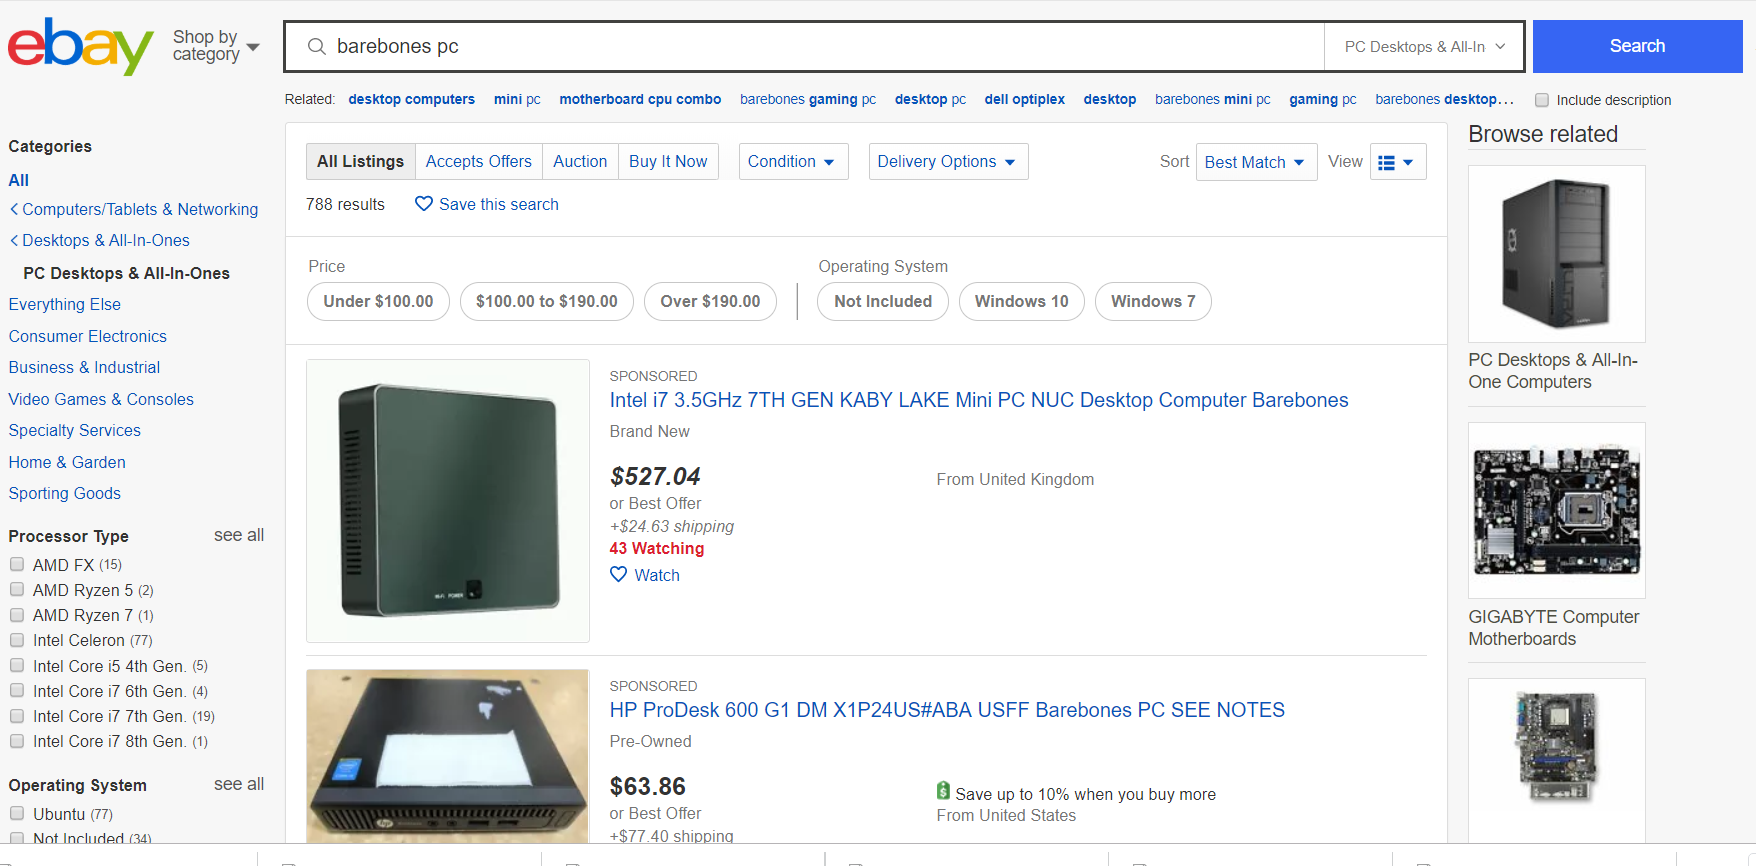 ebay
Shop by
category
barebones pc
PC Desktops & All-In
Search
Related: desktop computers mini pc motherboard cpu combo barebones gaming pc desktop pc dell optiplex desktop barebones mini pc gaming pc barebones desktop...
Include description
Categories
All
Computers/Tablets & Networking
Desktops & All-In-Ones
PC Desktops & All-In-Ones
Everything Else
Consumer Electronics
Business & Industrial
Video Games & Consoles
Specialty Services
Home & Garden
Sporting Goods
Processor Type see all
AMD FX (15)
AMD Ryzen 5 (2)
AMD Ryzen 7 (1)
Intel Celeron (77)
Intel Core i5 4th Gen. (5)
Intel Core i7 6th Gen. (4)
Intel Core i7 7th Gen. (19)
Intel Core i7 8th Gen. (1)
Operating System see all
Ubuntu (77)
Not Included (34)
All Listings Accepts Offers Auction Buy It Now Condition Delivery Options Sort Best Match View
788 results Save this search
Price
Under $100.00 $100.00 to $190.00 Over $190.00
Operating System
Not Included Windows 10 Windows 7
Wi-Fi POWER
SPONSORED
Intel i7 3.5GHz 7TH GEN KABY LAKE Mini PC NUC Desktop Computer Barebones
Brand New
$527.04
or Best Offer
+$24.63 shipping
43 Watching
Watch
From United Kingdom
SPONSORED
HP ProDesk 600 G1 DM X1P24US#ABA USFF Barebones PC SEE NOTES
Pre-Owned
$63.86
or Best Offer
+$77.40 shipping
Save up to 10% when you buy more
From United States
Browse related
PC Desktops & All-In-
One Computers
GIGABYTE Computer
Motherboards